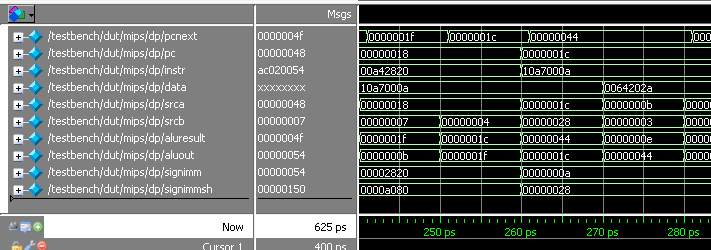 Msgs
/testbench/dut/mips/dp/pcnext 0000004f 0000001f 0000001c 00000044 0000001
/testbench/dut/mips/dp/pc 00000048 00000018 0000001c
/testbench/dut/mips/dp/instr ac020054 00a42820 10a7000a
/testbench/dut/mips/dp/data xxxxxxxx 10a7000a 0064202a
/testbench/dut/mips/dp/srca 00000048 00000018 0000001c 0000000b 00000
/testbench/dut/mips/dp/srcb 00000007 00000007 00000004 00000028 00000003 00000
/testbench/dut/mips/dp/aluresult 0000004f 0000001f 0000001c 00000044 0000000e 00000
/testbench/dut/mips/dp/aluout 00000054 0000000b 0000001f 0000001c 00000044 00000
/testbench/dut/mips/dp/signimm 00000054 00002820 0000000a
/testbench/dut/mips/dp/signimmsh 00000150 0000a080 00000028
Now 625 ps 250 ps 260 ps 270 ps 280 ps
Cursor 1 400 ps